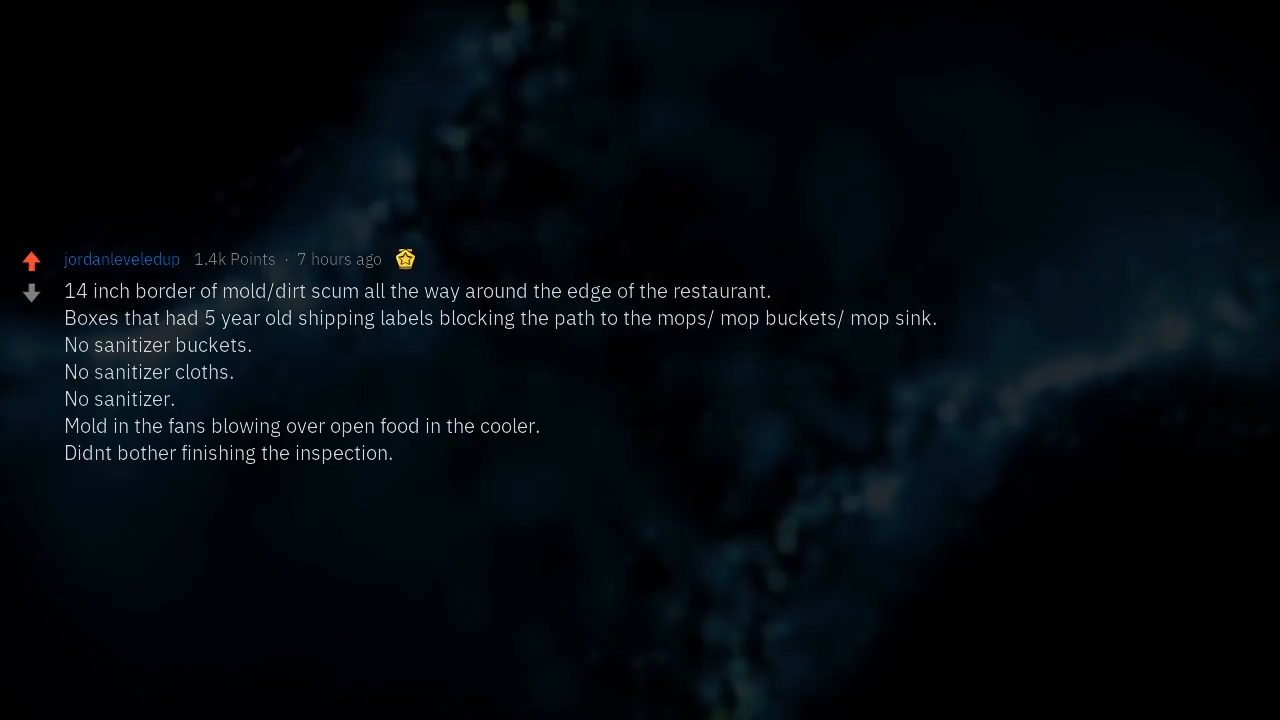 jordanleveledup 1.4k Points · 7 hours ago
14 inch border of mold/dirt scum all the way around the edge of the restaurant.
Boxes that had 5 year old shipping labels blocking the path to the mops/ mop buckets/ mop sink.
No sanitizer buckets.
No sanitizer cloths.
No sanitizer.
Mold in the fans blowing over open food in the cooler.
Didnt bother finishing the inspection.